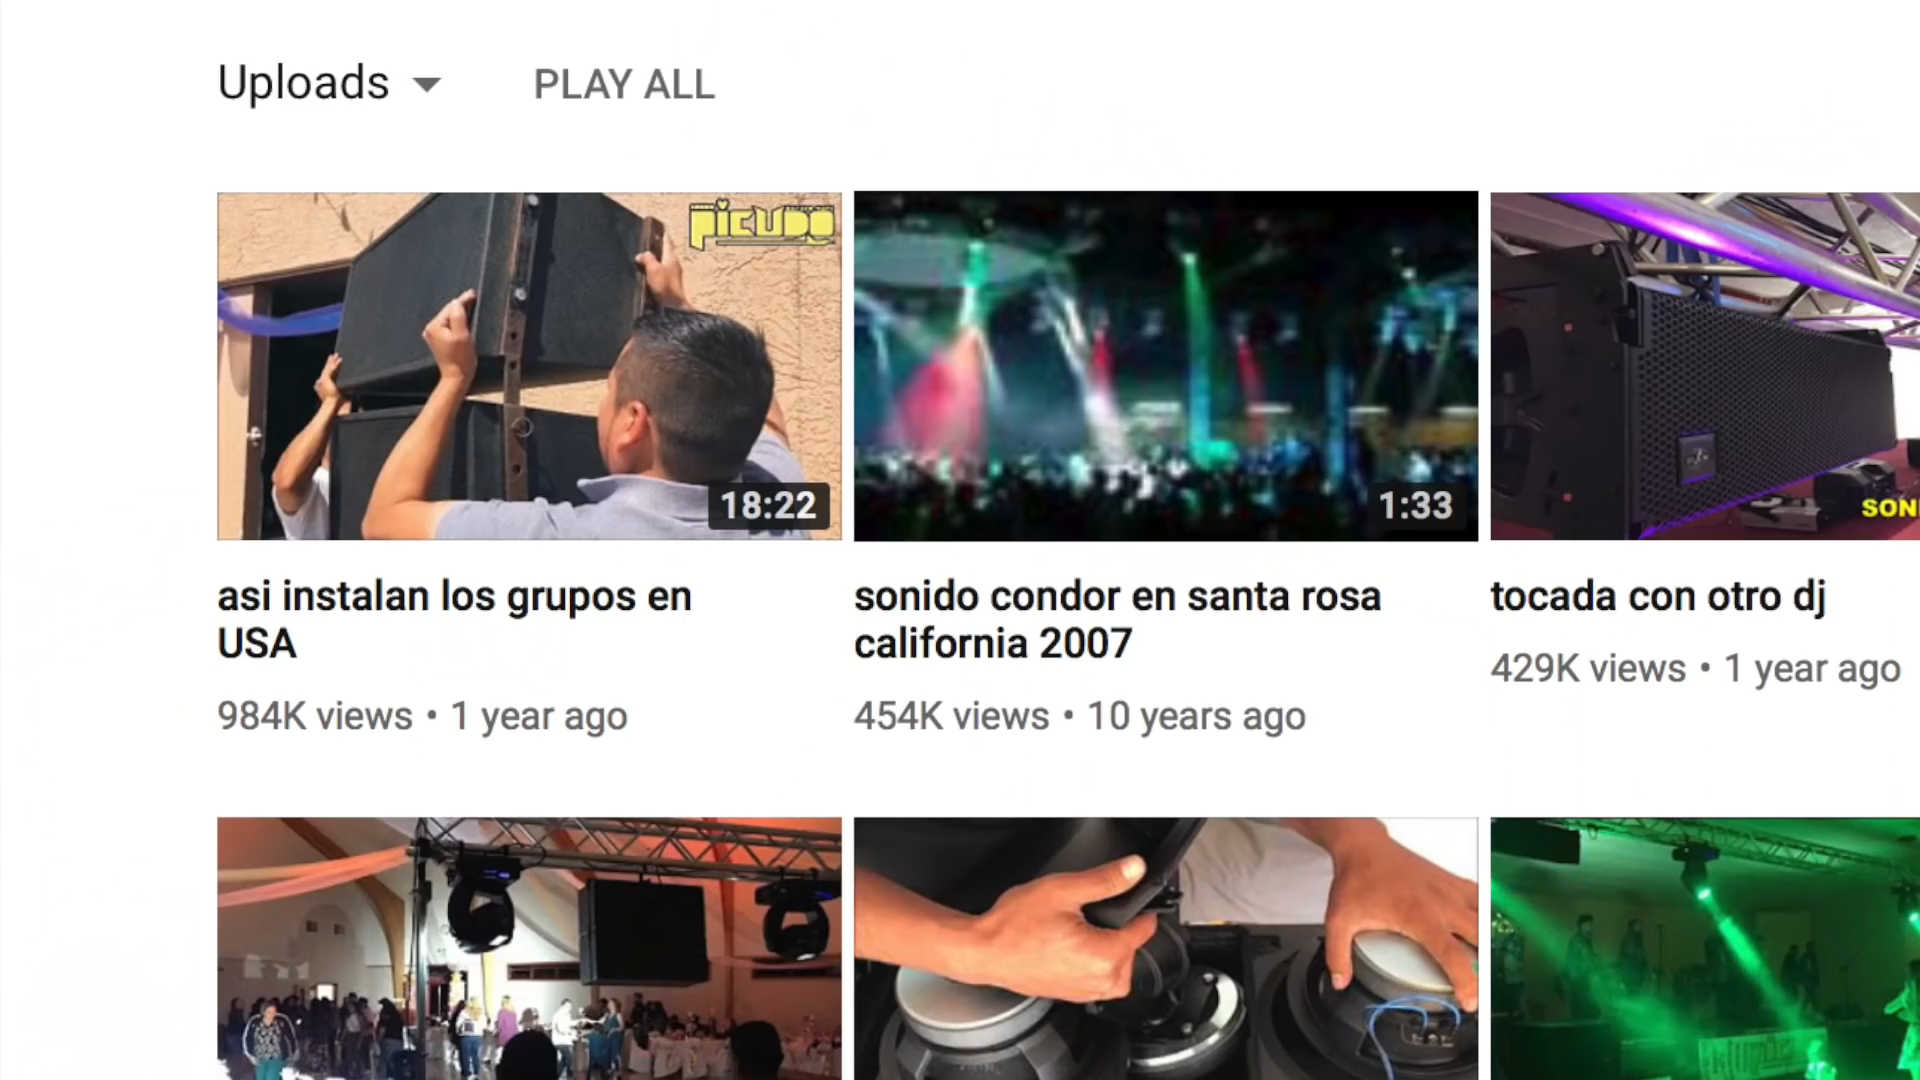 Uploads PLAY ALL
PICUDO
18:22
1:33
SONI
asi instalan los grupos en
USA
984K views • 1 year ago
sonido condor en santa rosa
california 2007
454K views • 10 years ago
tocada con otro dj
429K views • 1 year ago